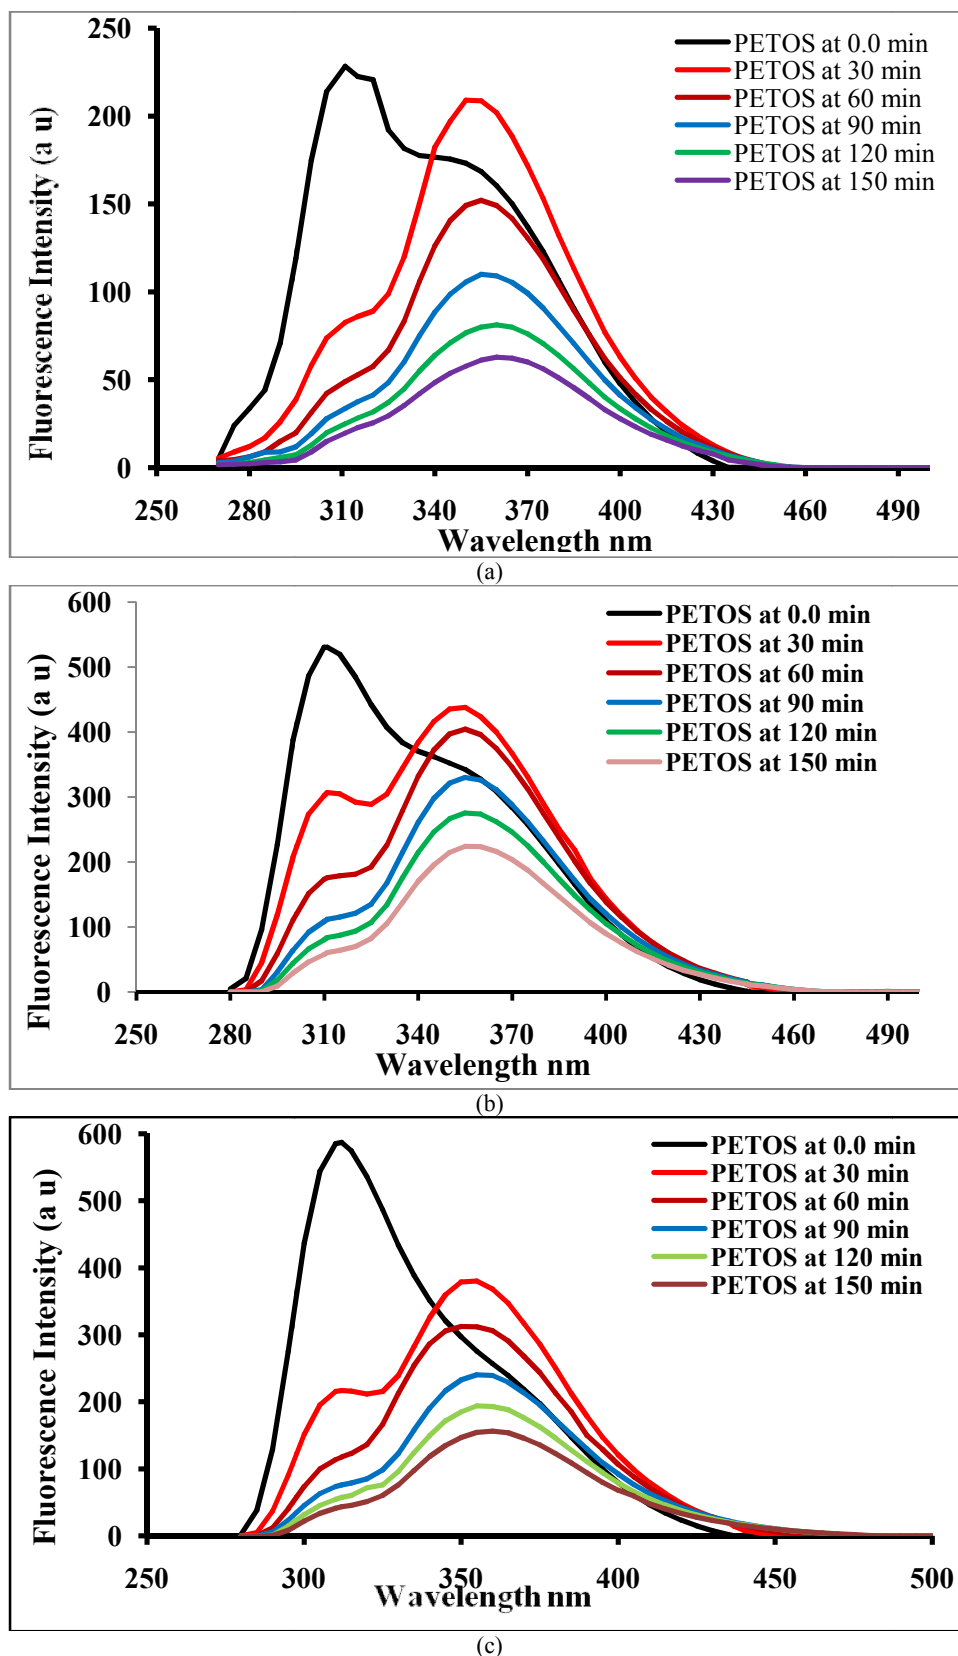 250
200
150
100
50
0
250 280 310 340 370 400 430 460 490
Fluorescence Intensity (a u)
Wavelength nm
PETOS at 0.0 min
PETOS at 30 min
PETOS at 60 min
PETOS at 90 min
PETOS at 120 min
PETOS at 150 min
(a)
600
500
400
300
200
100
0
250 280 310 340 370 400 430 460 490
Fluorescence Intensity (a u)
Wavelength nm
PETOS at 0.0 min
PETOS at 30 min
PETOS at 60 min
PETOS at 90 min
PETOS at 120 min
PETOS at 150 min
(b)
600
500
400
300
200
100
0
250 300 350 400 450 500
Fluorescence Intensity (a u)
Wavelength nm
PETOS at 0.0 min
PETOS at 30 min
PETOS at 60 min
PETOS at 90 min
PETOS at 120 min
PETOS at 150 min
(c)